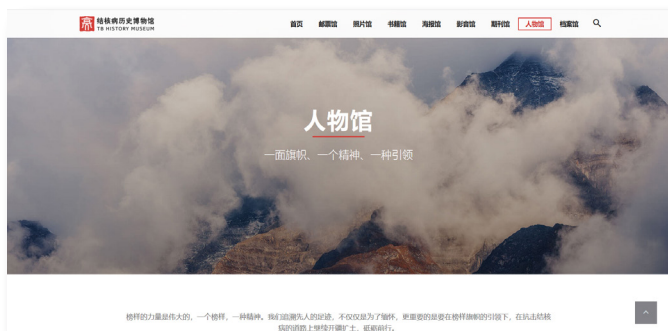 结核病历史博物馆
TB HISTORY MUSEUM
首页 邮票馆 照片馆 书籍馆 海报馆 影音馆 期刊馆 人物馆 档案馆
人物馆
一面旗帜、一个精神、一种引领
榜样的力量是伟大的，一个榜样，一种精神。我们追溯先人的足迹，不仅仅是为了缅怀，更重要的是要在榜样旗帜的引领下，在抗击结核
病的道路上继续开疆扩土，砥砺前行。